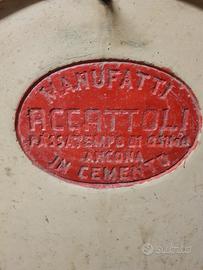 MANUFATTI
ACCATTOLI
PASSATEMPO DI OSIMO
ANCONA
IN CEMENTO
subito